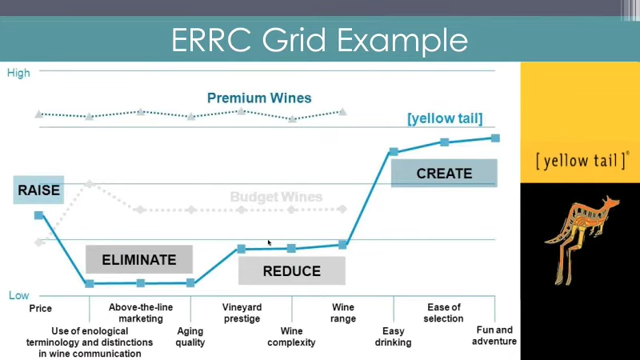 ERRC Grid Example
High
Premium Wines
[yellow tail]
[ yellow tail ]®
CREATE
RAISE
Budget Wines
ELIMINATE
REDUCE
Low
Price
Use of enological
terminology and distinctions
in wine communication
Above-the-line
marketing
Aging
quality
Vineyard
prestige
Wine
complexity
Wine
range
Easy
drinking
Ease of
selection
Fun and
adventure